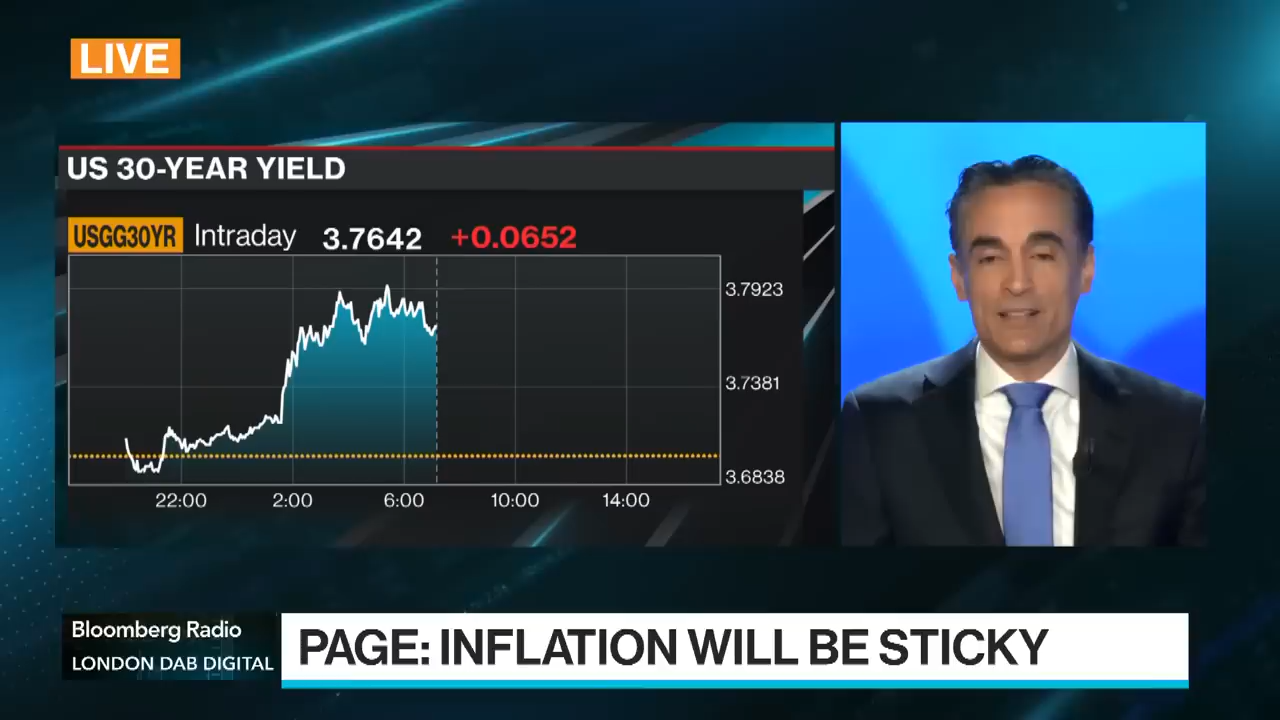 LIVE
US 30-YEAR YIELD
USGG30YR Intraday 3.7642 +0.0652
3.7923
3.7381
3.6838
22:00 2:00 6:00 10:00 14:00
Bloomberg Radio
LONDON DAB DIGITAL
PAGE: INFLATION WILL BE STICKY